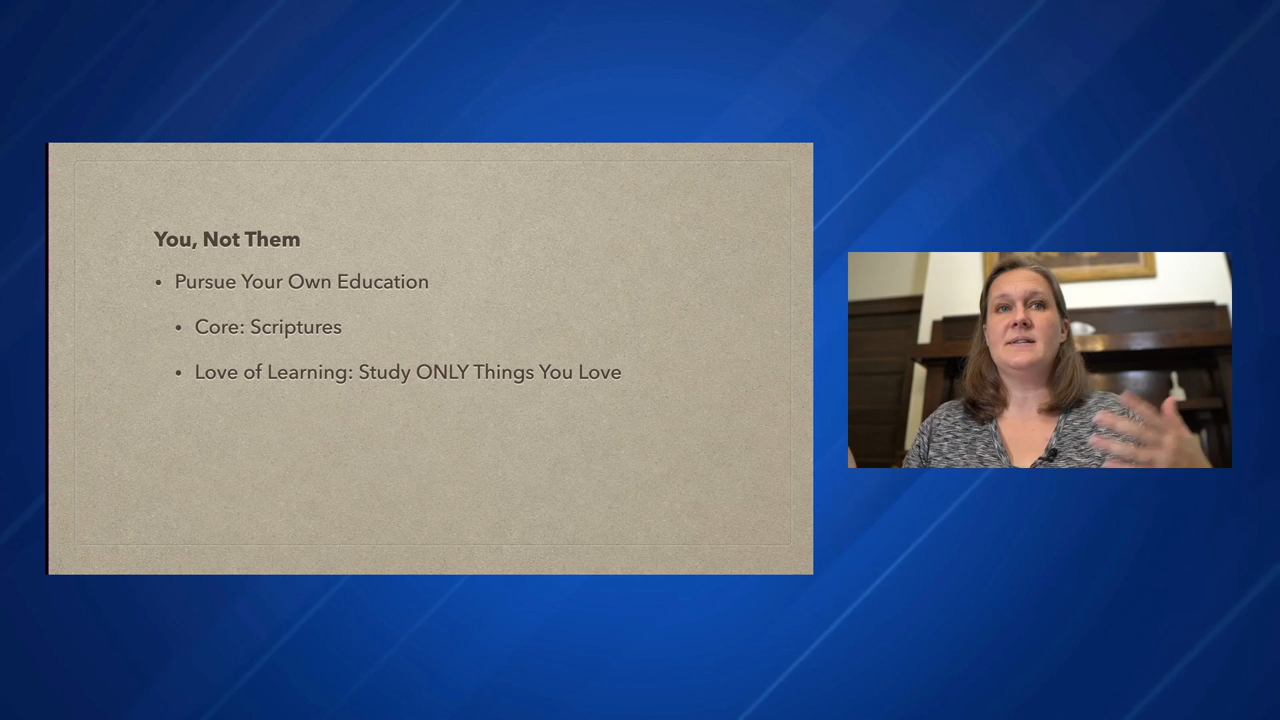 You, Not Them
• Pursue Your Own Education
• Core: Scriptures
• Love of Learning: Study ONLY Things You Love